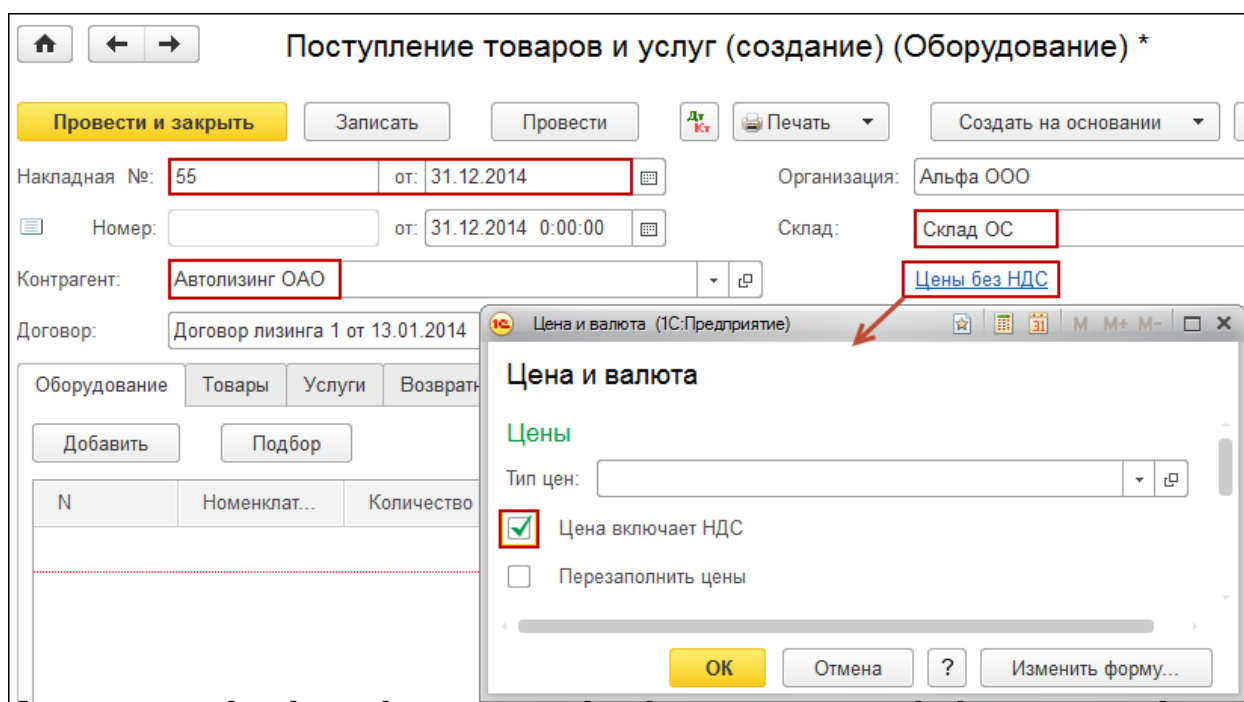 Поступление товаров и услуг (создание) (Оборудование) *
Провести и закрыть Записать Провести Дт Кт Печать Создать на основании
Накладная №: 55 от: 31.12.2014 Организация: Альфа ООО
Номер: от: 31.12.2014 0:00:00 Склад: Склад ОС
Контрагент: Автолизинг ОАО Цены без НДС
Договор: Договор лизинга 1 от 13.01.2014
1С Цена и валюта (1С:Предприятие) 31 M M+ M-
Оборудование Товары Услуги Возвратн
Цена и валюта
Добавить Подбор
Цены
Тип цен:
N Номенклат... Количество
Цена включает НДС
Перезаполнить цены
ОК Отмена ? Изменить форму...